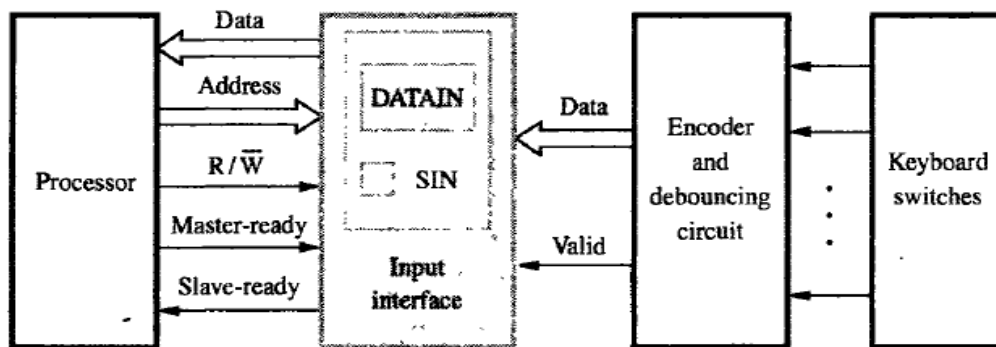 Data
Address
R/W̅
Master-ready
Slave-ready
Processor
DATAIN
SIN
Input
interface
Data
Valid
Encoder
and
debouncing
circuit
Keyboard
switches